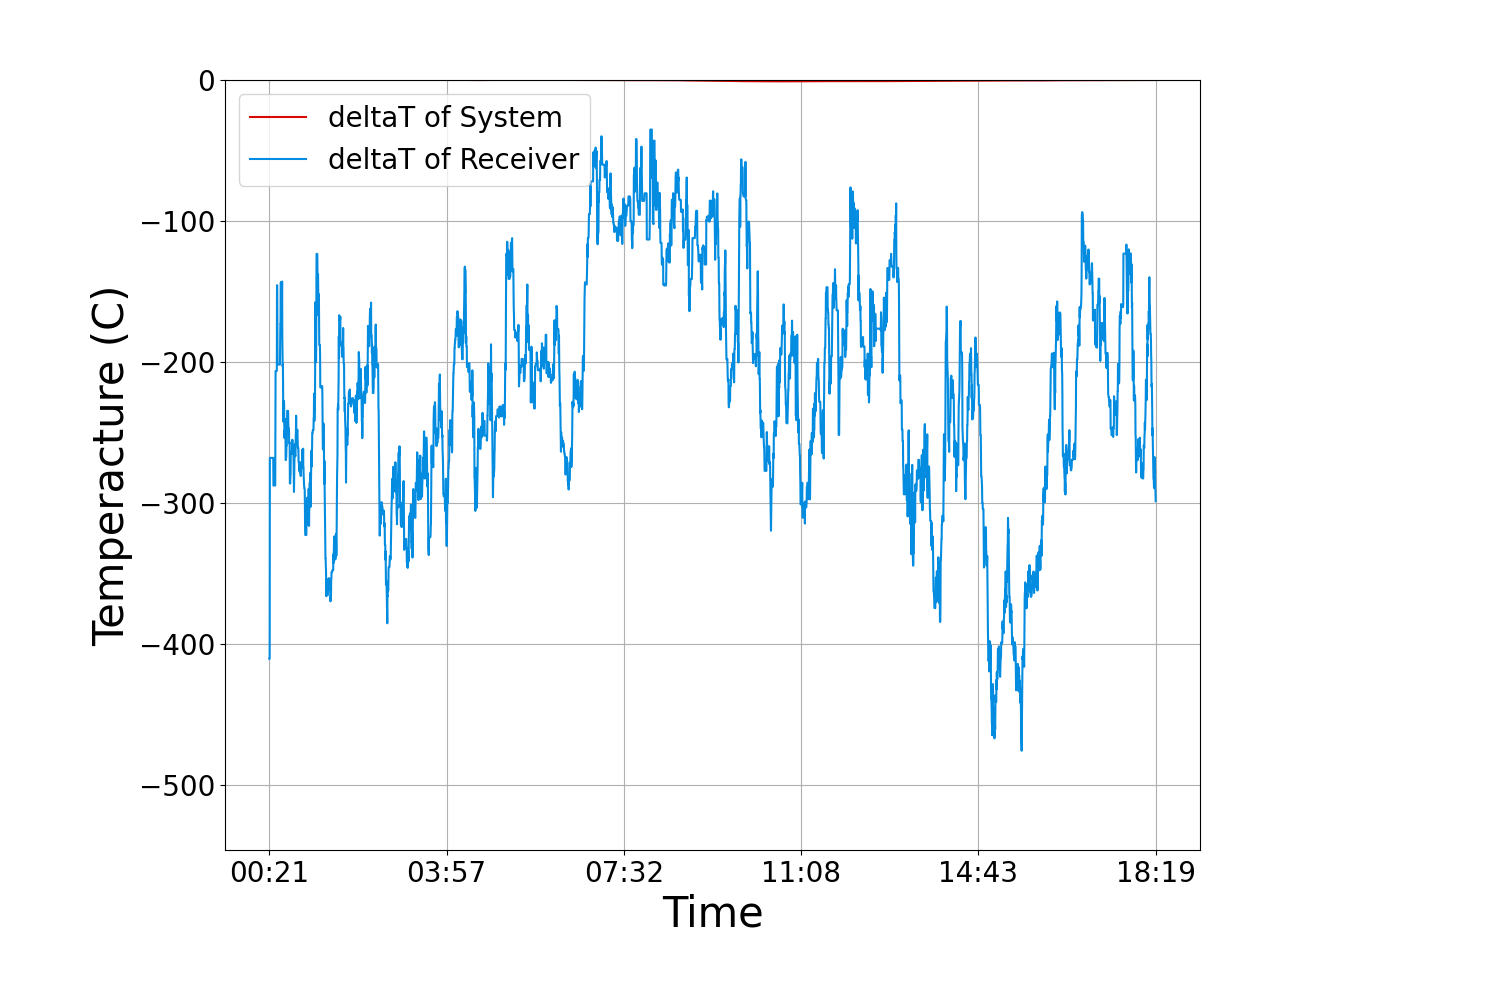 deltaT of System
deltaT of Receiver
0
−100
−200
−300
−400
−500
Temperacture (C)
00:21 03:57 07:32 11:08 14:43 18:19
Time